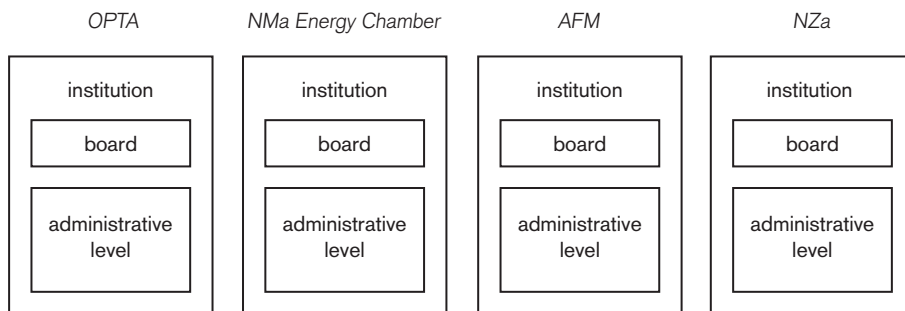 OPTA NMa Energy Chamber AFM NZa
institution institution institution institution
board board board board
administrative administrative administrative administrative
level level level level